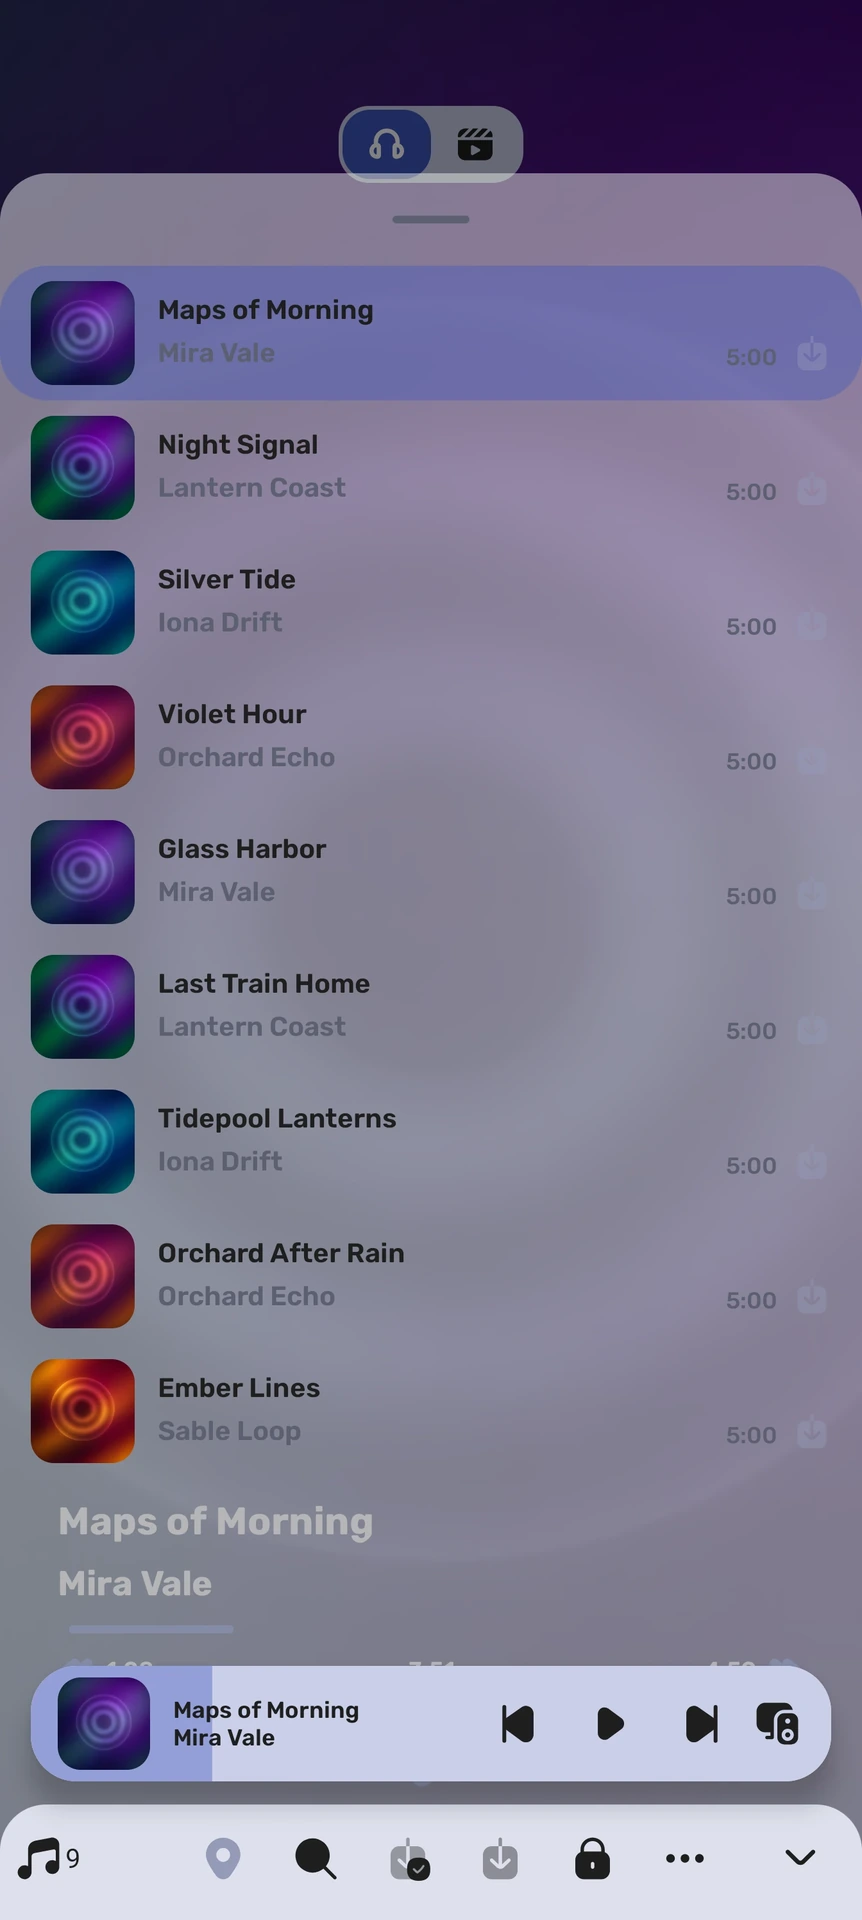 Maps of Morning
Mira Vale
5:00
Night Signal
Lantern Coast
5:00
Silver Tide
Iona Drift
5:00
Violet Hour
Orchard Echo
5:00
Glass Harbor
Mira Vale
5:00
Last Train Home
Lantern Coast
5:00
Tidepool Lanterns
Iona Drift
5:00
Orchard After Rain
Orchard Echo
5:00
Ember Lines
Sable Loop
5:00
Maps of Morning
Mira Vale
Maps of Morning
Mira Vale
9